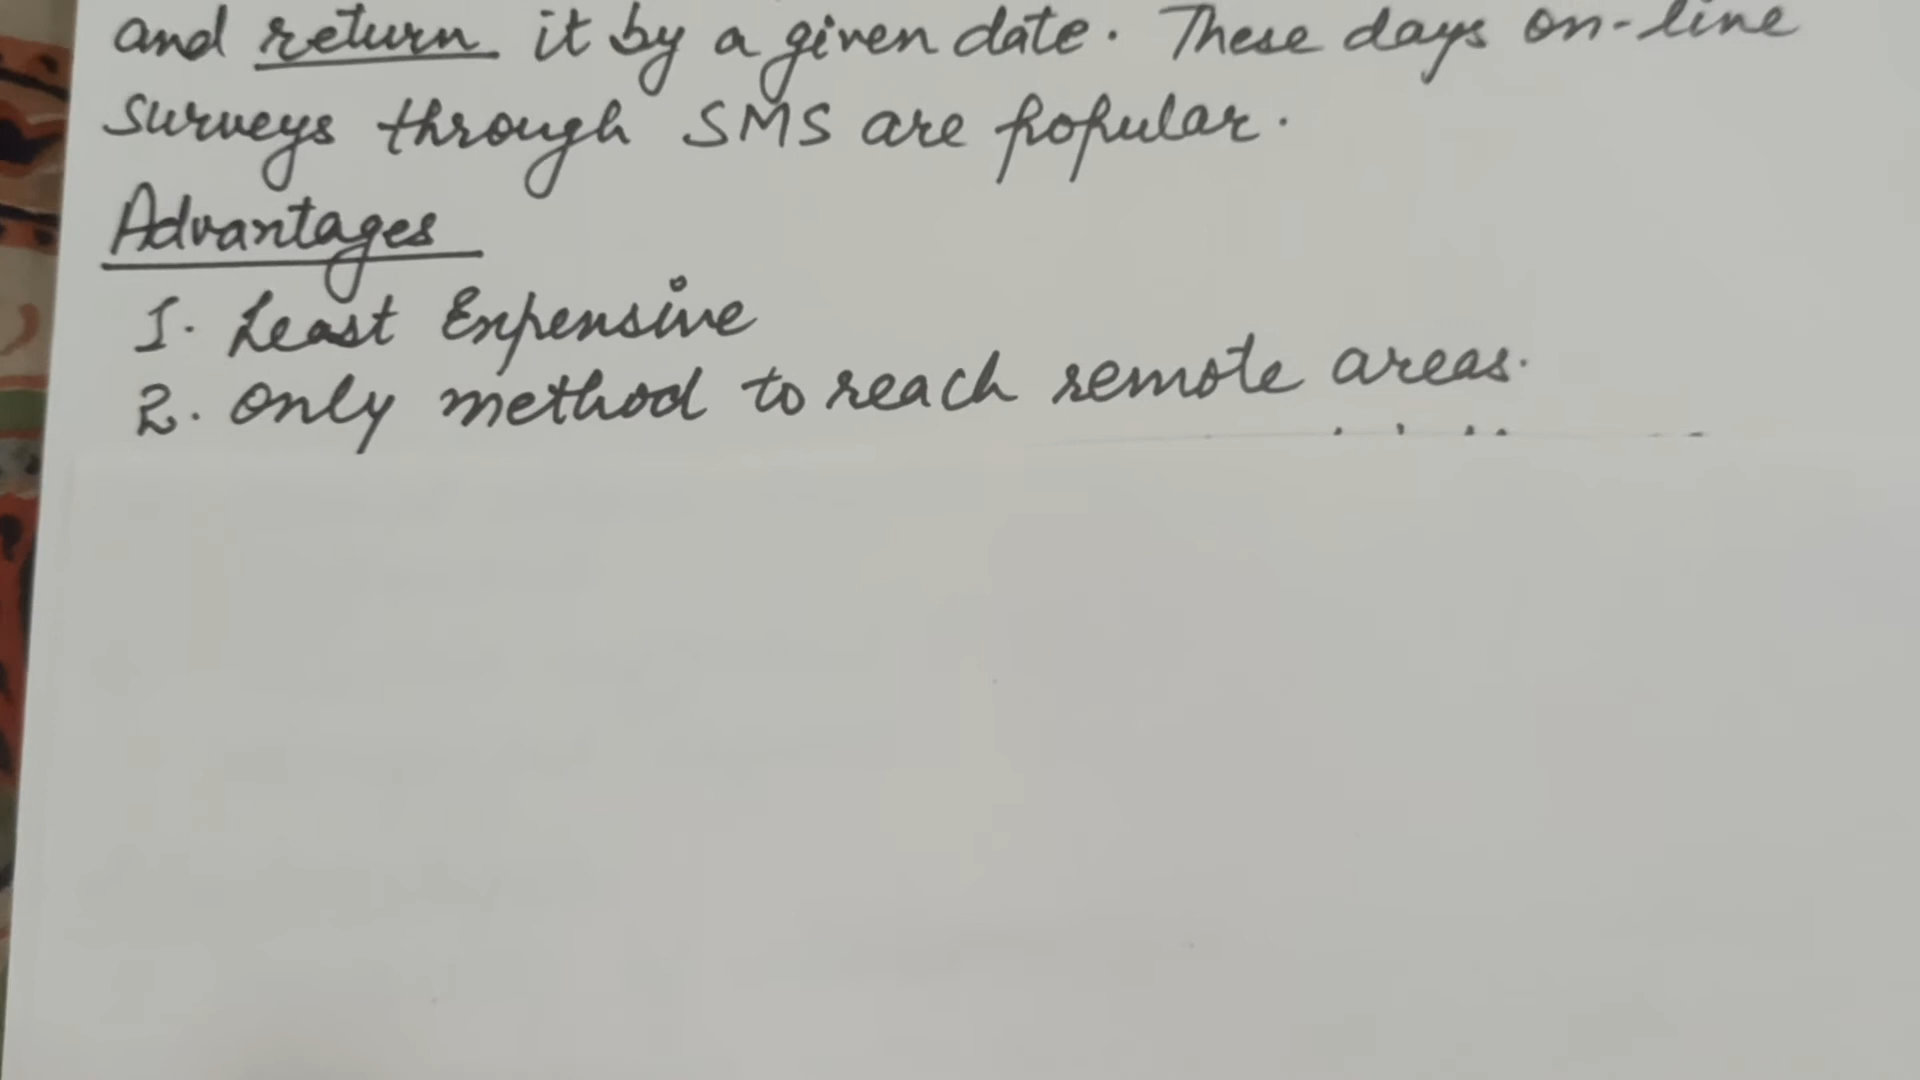 and return it by a given date. These days on-line
surveys through SMS are popular.
Advantages
1. Least Expensive
2. Only method to reach remote areas.